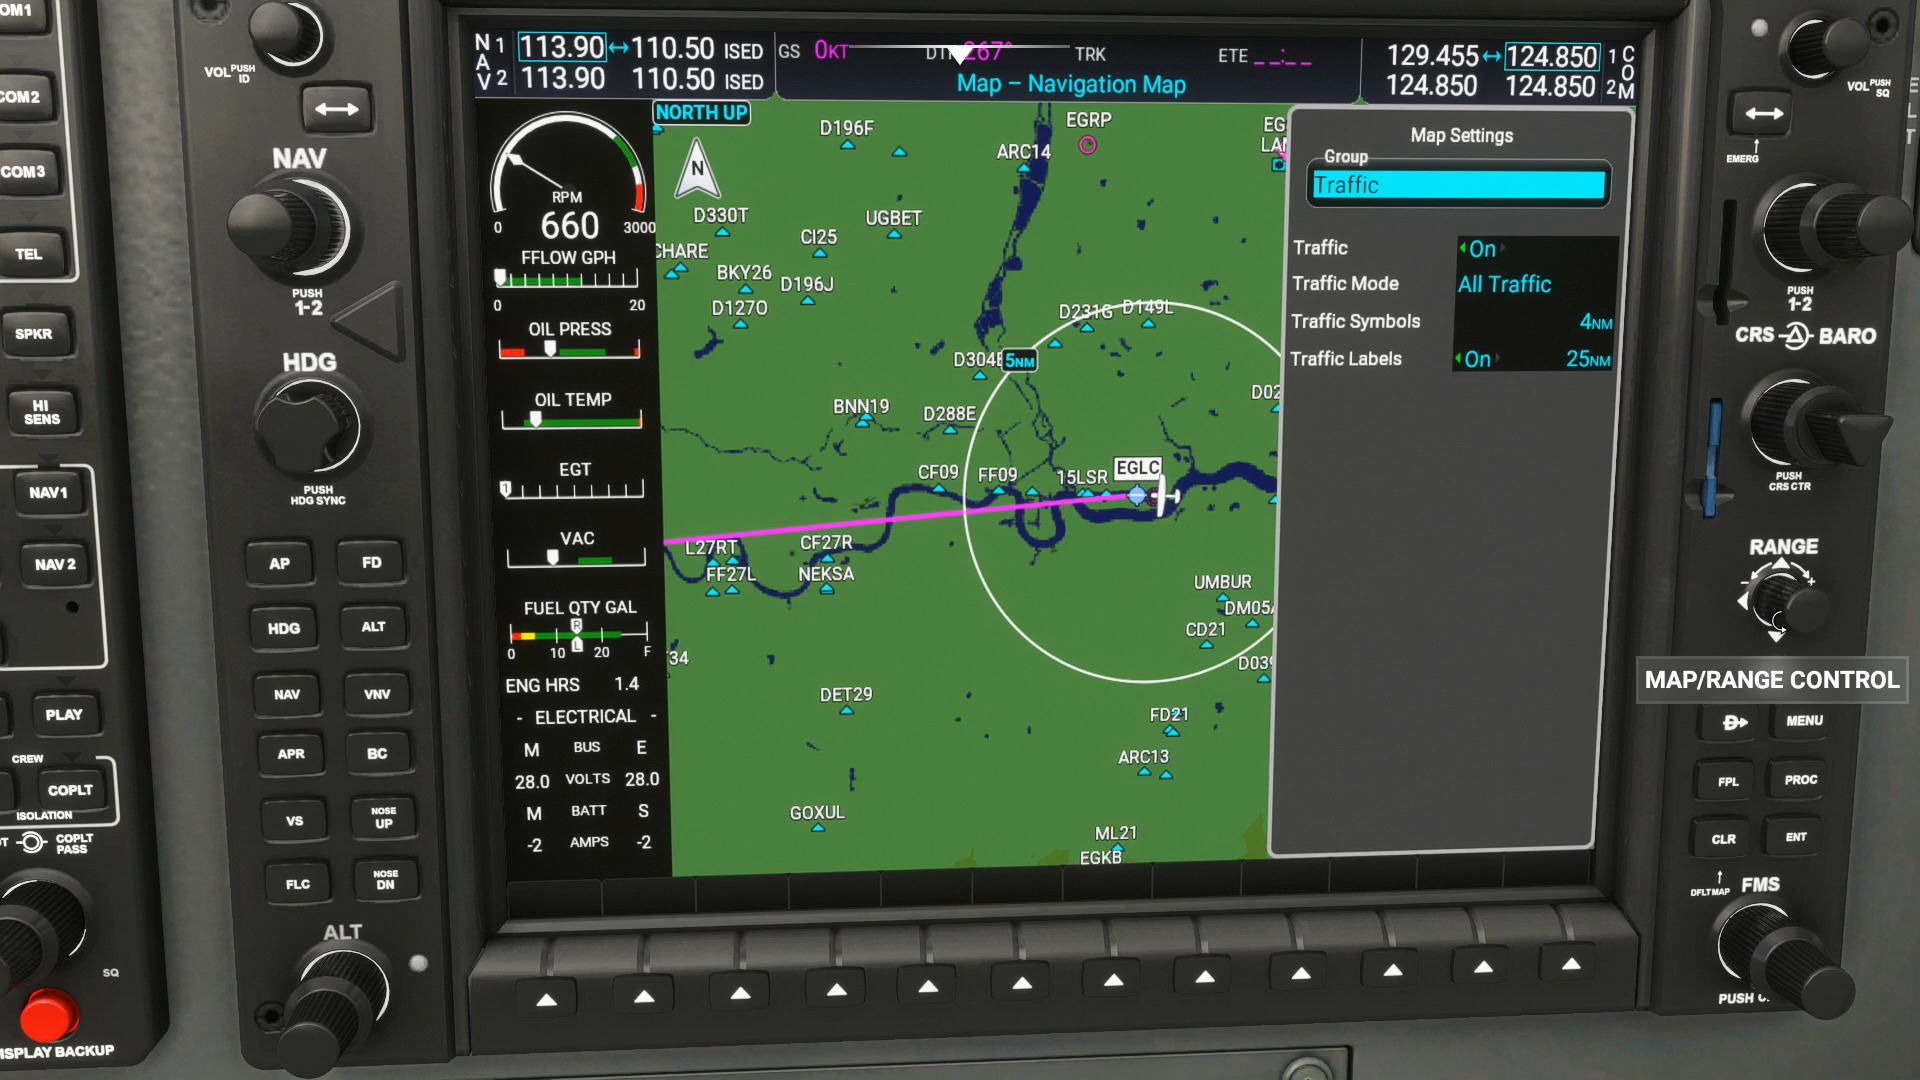 COM1
COM2
COM3
TEL
SPKR
HI
SENS
NAV1
NAV 2
PLAY
CREW
COPLT
ISOLATION
COPLT
PASS
SQ
DISPLAY BACKUP
VOL PUSH
ID
NAV
PUSH
1-2
HDG
PUSH
HDG SYNC
AP
FD
HDG
ALT
NAV
VNV
APR
BC
VS
NOSE
UP
FLC
NOSE
DN
ALT
N 1 113.90 ↔ 110.50 ISED
A
V 2 113.90 110.50 ISED
GS 0KT
267°
TRK
ETE _ _:_ _
Map – Navigation Map
129.455 ↔ 124.850 1 C
O
124.850 124.850 2 M
RPM
660
0 3000
FFLOW GPH
0 20
OIL PRESS
OIL TEMP
EGT
1
VAC
FUEL QTY GAL
R
L
0 10 20 F
ENG HRS 1.4
- ELECTRICAL -
M BUS E
28.0 VOLTS 28.0
M BATT S
-2 AMPS -2
NORTH UP
N
D196F
EGRP
ARC14
D330T
UGBET
CI25
BKY26
D196J
D127O
D231G
D149L
5NM
BNN19
D288E
CF09
FF09
15LSR
EGLC
L27RT
CF27R
FF27L
NEKSA
UMBUR
CD21
DET29
FD21
ARC13
GOXUL
ML21
EGKB
Map Settings
Group
Traffic
Traffic On
Traffic Mode All Traffic
Traffic Symbols 4NM
Traffic Labels On 25NM
VOL PUSH
SQ
EMERG
PUSH
1-2
CRS BARO
PUSH
CRS CTR
RANGE
- +
MAP/RANGE CONTROL
D
MENU
FPL
PROC
CLR
ENT
DFLT MAP
FMS